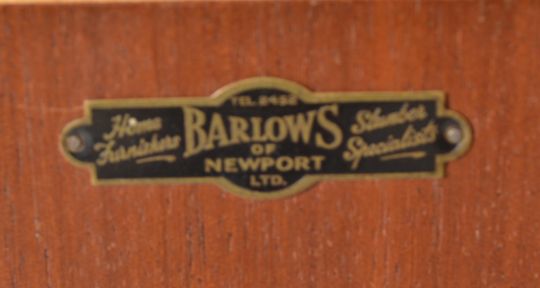 TEL. 2452
Home
Furnishers
BARLOWS
OF
NEWPORT
LTD.
Slumber
Specialists